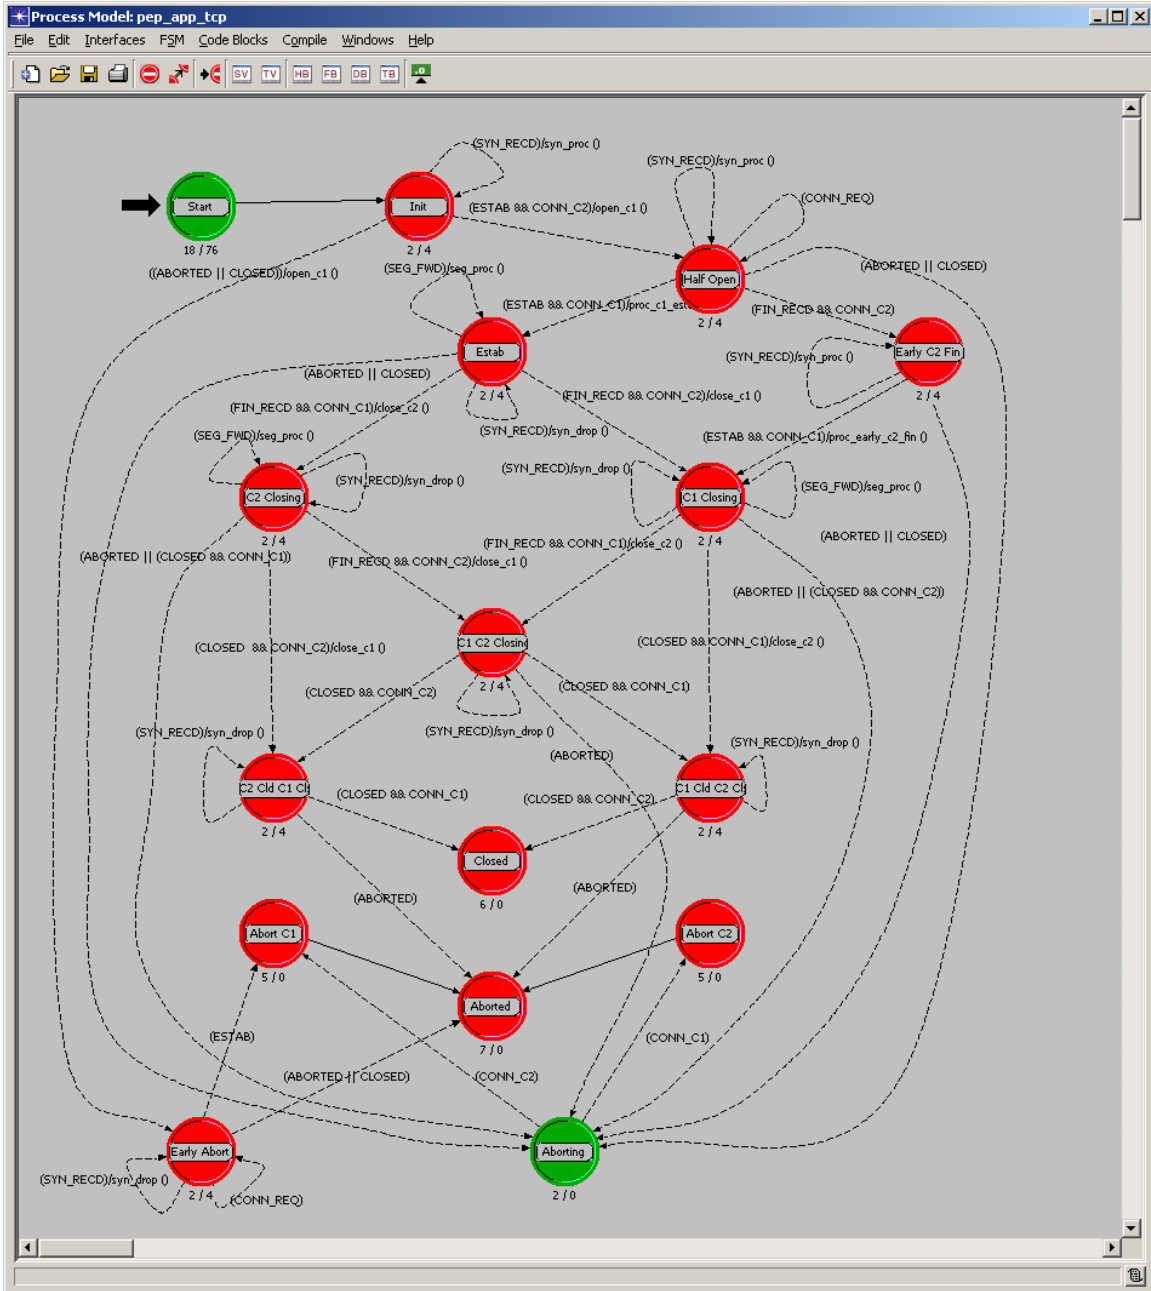 Process Model: pep_app_tcp
File Edit Interfaces FSM Code Blocks Compile Windows Help
SV TV HB FB DB TB
(SYN_RECD)/syn_proc ()
(SYN_RECD)/syn_proc ()
(CONN_REQ)
Start
Init
(ESTAB && CONN_C2)/open_c1 ()
18 / 76
2 / 4
((ABORTED || CLOSED))/open_c1 ()
(SEG_FWD)/seg_proc ()
(ABORTED || CLOSED)
Half Open
(ESTAB && CONN_C1)/proc_c1_est
(FIN_RECD && CONN_C2)
2 / 4
Estab
(SYN_RECD)/syn_proc ()
Early C2 Fin
(ABORTED || CLOSED)
2 / 4
2 / 4
(FIN_RECD && CONN_C1)/close_c2 ()
(FIN_RECD && CONN_C2)/close_c1 ()
(SYN_RECD)/syn_drop ()
(SEG_FWD)/seg_proc ()
(ESTAB && CONN_C1)/proc_early_c2_fin ()
(SYN_RECD)/syn_drop ()
(SYN_RECD)/syn_drop ()
(SEG_FWD)/seg_proc ()
C2 Closing
C1 Closing
2 / 4
2 / 4
(ABORTED || CLOSED)
(ABORTED || (CLOSED && CONN_C1))
(FIN_RECD && CONN_C2)/close_c1 ()
(FIN_RECD && CONN_C1)/close_c2 ()
(ABORTED || (CLOSED && CONN_C2))
C1 C2 Closing
(CLOSED && CONN_C2)/close_c1 ()
(CLOSED && CONN_C1)/close_c2 ()
2 / 4
(CLOSED && CONN_C2)
(CLOSED && CONN_C1)
(SYN_RECD)/syn_drop ()
(SYN_RECD)/syn_drop ()
(SYN_RECD)/syn_drop ()
(ABORTED)
C2 Cld C1 Cl
C1 Cld C2 Cl
(CLOSED && CONN_C1)
(CLOSED && CONN_C2)
2 / 4
2 / 4
Closed
(ABORTED)
(ABORTED)
6 / 0
Abort C1
Abort C2
5 / 0
5 / 0
Aborted
(ESTAB)
(CONN_C1)
7 / 0
(ABORTED || CLOSED)
(CONN_C2)
Early Abort
Aborting
(SYN_RECD)/syn_drop ()
2 / 4
(CONN_REQ)
2 / 0